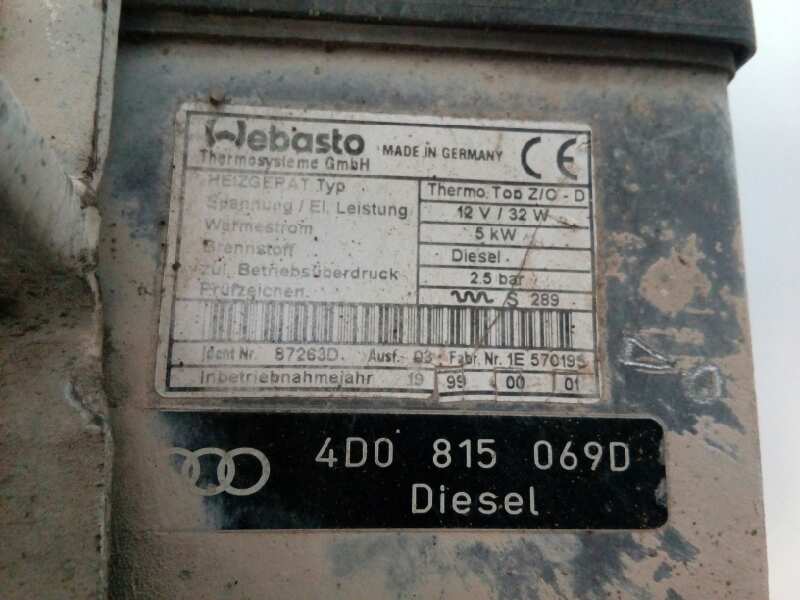 Webasto
Thermosysteme GmbH MADE IN GERMANY CE
HEIZGERÄT Typ Thermo Top Z/C - D
Spannung / El. Leistung 12 V / 32 W
Wärmestrom 5 kW
Brennstoff Diesel
zul. Betriebsüberdruck 2.5 bar
Prüfzeichen S 289
Ident Nr. 87263D Ausf. 03 Fabr. Nr. 1E 570195
Inbetriebnahmejahr 19 99 00 01
4D0 815 069D
Diesel